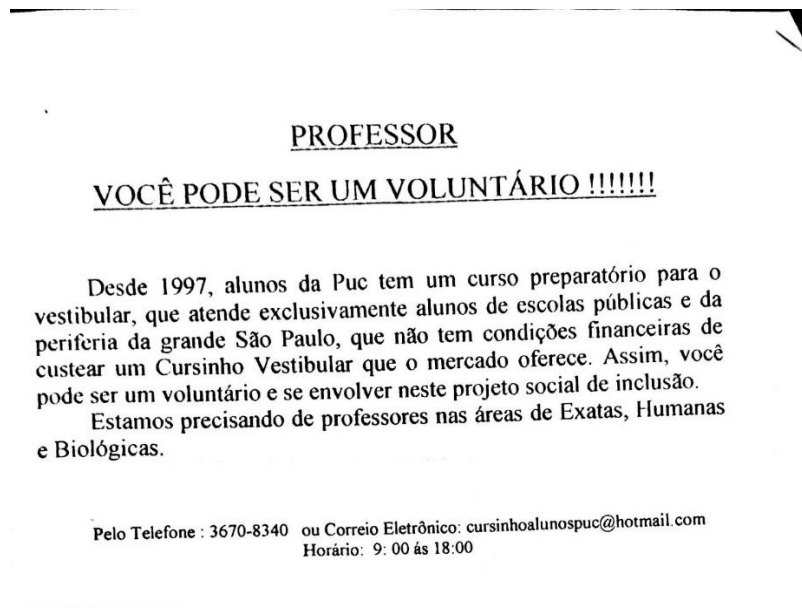 PROFESSOR
VOCÊ PODE SER UM VOLUNTÁRIO !!!!!!!
Desde 1997, alunos da Puc tem um curso preparatório para o
vestibular, que atende exclusivamente alunos de escolas públicas e da
periferia da grande São Paulo, que não tem condições financeiras de
custear um Cursinho Vestibular que o mercado oferece. Assim, você
pode ser um voluntário e se envolver neste projeto social de inclusão.
Estamos precisando de professores nas áreas de Exatas, Humanas
e Biológicas.
Pelo Telefone : 3670-8340 ou Correio Eletrônico: cursinhoalunospuc@hotmail.com
Horário: 9: 00 ás 18:00